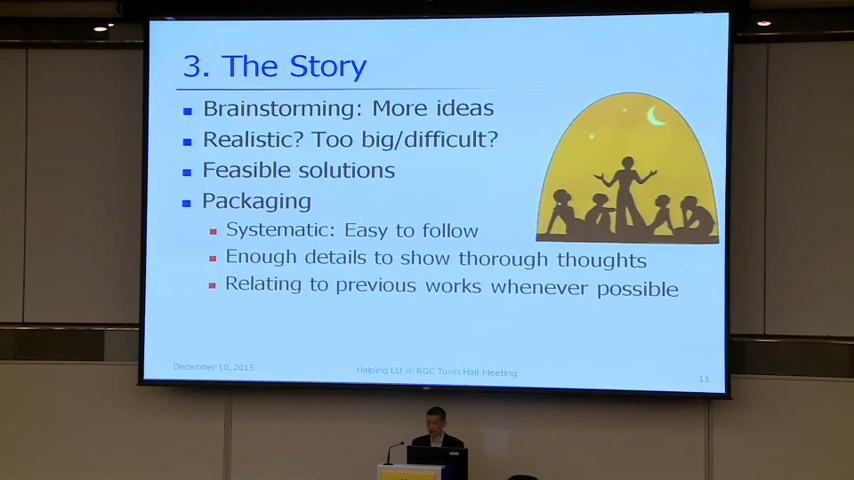 3. The Story
Brainstorming: More ideas
Realistic? Too big/difficult?
Feasible solutions
Packaging
Systematic: Easy to follow
Enough details to show thorough thoughts
Relating to previous works whenever possible
December 10, 2015
Haiping LU @ RGC Town Hall Meeting
11